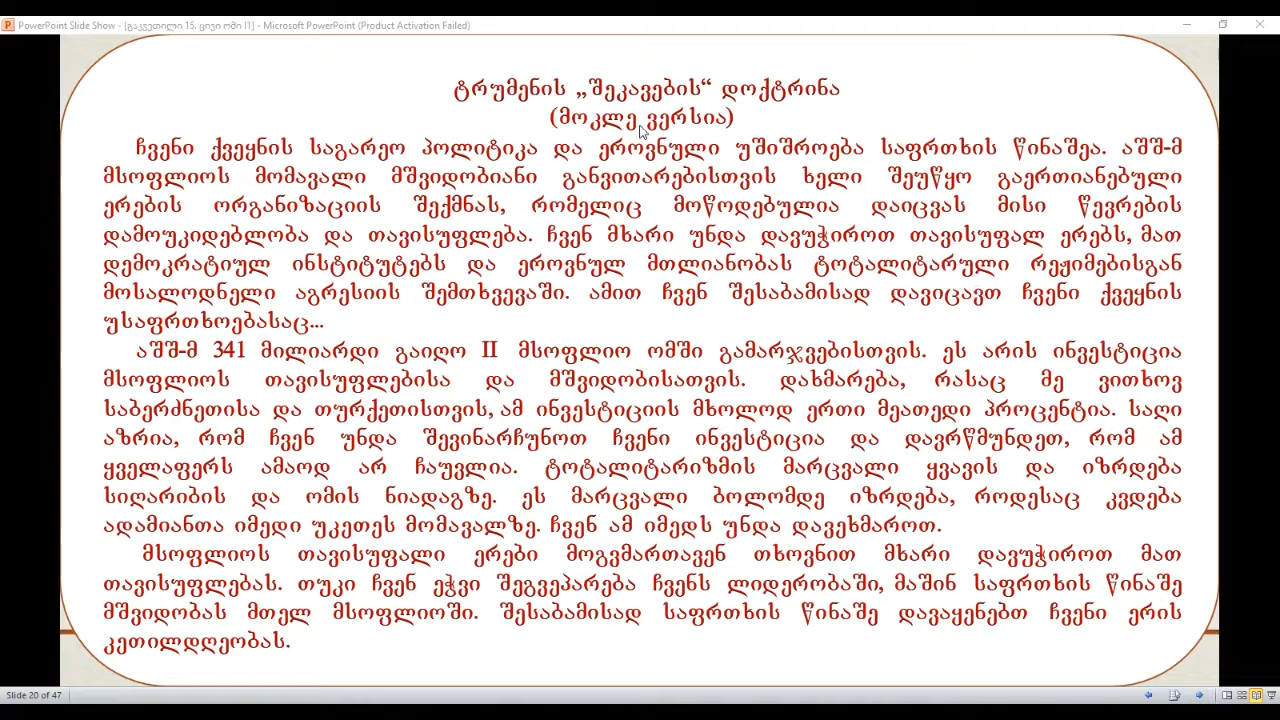 PowerPoint Slide Show - [გაკვეთილი 15. ცივი ომი [1] - Microsoft PowerPoint (Product Activation Failed)
ტრუმენის „შეკავების“ დოქტრინა
(მოკლე ვერსია)
ჩვენი ქვეყნის საგარეო პოლიტიკა და ეროვნული უშიშროება საფრთხის წინაშეა. აშშ-მ
მსოფლიოს მომავალი მშვიდობიანი განვითარებისთვის ხელი შეუწყო გაერთიანებული
ერების ორგანიზაციის შექმნას, რომელიც მოწოდებულია დაიცვას მისი წევრების
დამოუკიდებლობა და თავისუფლება. ჩვენ მხარი უნდა დავუჭიროთ თავისუფალ ერებს, მათ
დემოკრატიულ ინსტიტუტებს და ეროვნულ მთლიანობას ტოტალიტარული რეჟიმებისგან
მოსალოდნელი აგრესიის შემთხვევაში. ამით ჩვენ შესაბამისად დავიცავთ ჩვენი ქვეყნის
უსაფრთხოებასაც...
აშშ-მ 341 მილიარდი გაიღო II მსოფლიო ომში გამარჯვებისთვის. ეს არის ინვესტიცია
მსოფლიოს თავისუფლებისა და მშვიდობისათვის. დახმარება, რასაც მე ვითხოვ
საბერძნეთისა და თურქეთისთვის, ამ ინვესტიციის მხოლოდ ერთი მეათედი პროცენტია. საღი
აზრია, რომ ჩვენ უნდა შევინარჩუნოთ ჩვენი ინვესტიცია და დავრწმუნდეთ, რომ ამ
ყველაფერს ამაოდ არ ჩაუვლია. ტოტალიტარიზმის მარცვალი ყვავის და იზრდება
სიღარიბის და ომის ნიადაგზე. ეს მარცვალი ბოლომდე იზრდება, როდესაც კვდება
ადამიანთა იმედი უკეთეს მომავალზე. ჩვენ ამ იმედს უნდა დავეხმაროთ.
მსოფლიოს თავისუფალი ერები მოგვმართავენ თხოვნით მხარი დავუჭიროთ მათ
თავისუფლებას. თუკი ჩვენ ეჭვი შეგვეპარება ჩვენს ლიდერობაში, მაშინ საფრთხის წინაშე
მშვიდობას მთელ მსოფლიოში. შესაბამისად საფრთხის წინაშე დავაყენებთ ჩვენი ერის
კეთილდღეობას.
Slide 20 of 47